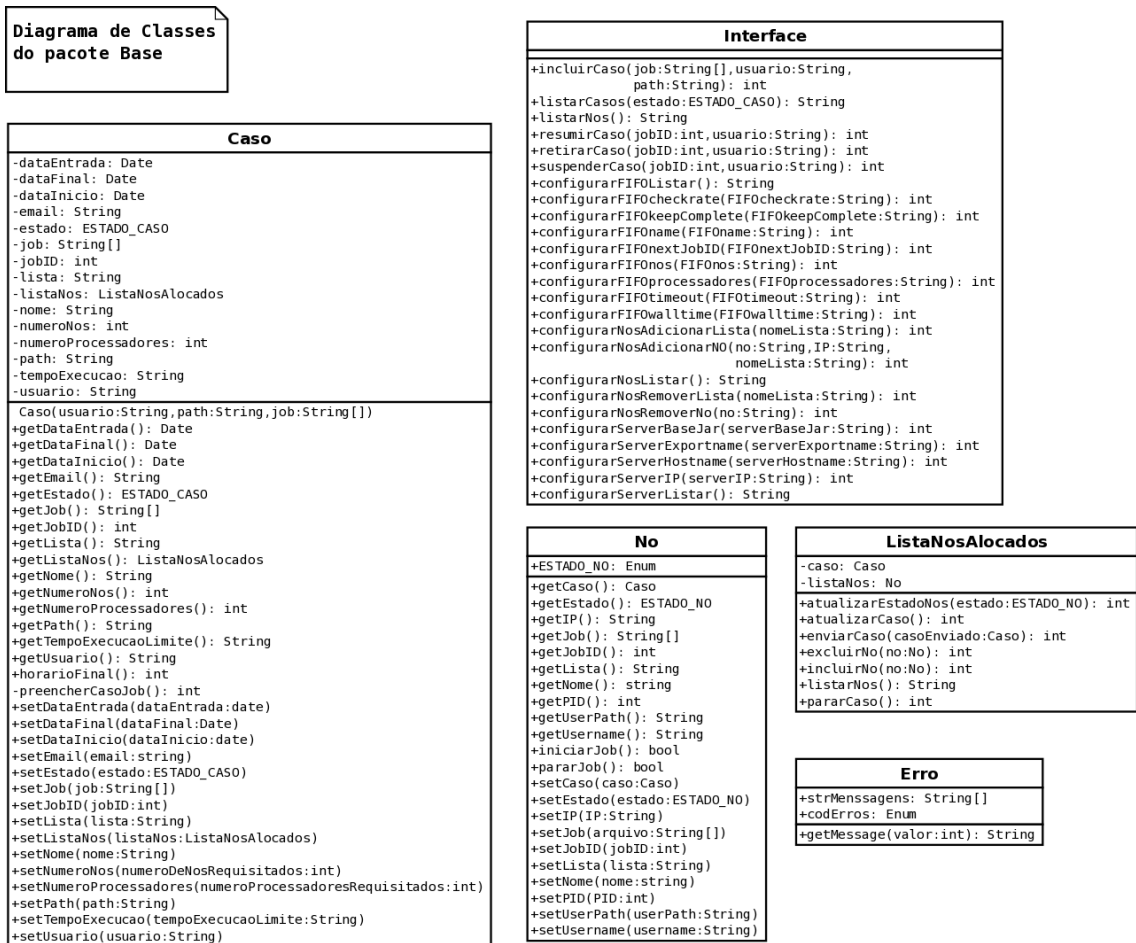 Diagrama de Classes
do pacote Base
Caso
-dataEntrada: Date
-dataFinal: Date
-dataInicio: Date
-email: String
-estado: ESTADO_CASO
-job: String[]
-jobID: int
-lista: String
-listaNos: ListaNosAlocados
-nome: String
-numeroNos: int
-numeroProcessadores: int
-path: String
-tempoExecucao: String
-usuario: String
Caso(usuario:String,path:String,job:String[])
+getDataEntrada(): Date
+getDataFinal(): Date
+getDataInicio(): Date
+getEmail(): String
+getEstado(): ESTADO_CASO
+getJob(): String[]
+getJobID(): int
+getLista(): String
+getListaNos(): ListaNosAlocados
+getNome(): String
+getNumeroNos(): int
+getNumeroProcessadores(): int
+getPath(): String
+getTempoExecucaoLimite(): String
+getUsuario(): String
+horarioFinal(): int
-preencherCasoJob(): int
+setDataEntrada(dataEntrada:date)
+setDataFinal(dataFinal:Date)
+setDataInicio(dataInicio:date)
+setEmail(email:string)
+setEstado(estado:ESTADO_CASO)
+setJob(job:String[])
+setJobID(jobID:int)
+setLista(lista:String)
+setListaNos(listaNos:ListaNosAlocados)
+setNome(nome:String)
+setNumeroNos(numeroDeNosRequisitados:int)
+setNumeroProcessadores(numeroProcessadoresRequisitados:int)
+setPath(path:String)
+setTempoExecucao(tempoExecucaoLimite:String)
+setUsuario(usuario:String)
Interface
+incluirCaso(job:String[],usuario:String,
path:String): int
+listarCasos(estado:ESTADO_CASO): String
+listarNos(): String
+resumirCaso(jobID:int,usuario:String): int
+retirarCaso(jobID:int,usuario:String): int
+suspenderCaso(jobID:int,usuario:String): int
+configurarFIFOListar(): String
+configurarFIFOcheckrate(FIFOcheckrate:String): int
+configurarFIFOkeepComplete(FIFOkeepComplete:String): int
+configurarFIFOname(FIFOname:String): int
+configurarFIFOnextJobID(FIFOnextJobID:String): int
+configurarFIFOnos(FIFOnos:String): int
+configurarFIFOprocessadores(FIFOprocessadores:String): int
+configurarFIFOtimeout(FIFOtimeout:String): int
+configurarFIFOwalltime(FIFOwalltime:String): int
+configurarNosAdicionarLista(nomeLista:String): int
+configurarNosAdicionarNO(no:String,IP:String,
nomeLista:String): int
+configurarNosListar(): String
+configurarNosRemoverLista(nomeLista:String): int
+configurarNosRemoverNo(no:String): int
+configurarServerBaseJar(serverBaseJar:String): int
+configurarServerExportname(serverExportname:String): int
+configurarServerHostname(serverHostname:String): int
+configurarServerIP(serverIP:String): int
+configurarServerListar(): String
No
+ESTADO_NO: Enum
+getCaso(): Caso
+getEstado(): ESTADO_NO
+getIP(): String
+getJob(): String[]
+getJobID(): int
+getLista(): String
+getNome(): string
+getPID(): int
+getUserPath(): String
+getUsername(): String
+iniciarJob(): bool
+pararJob(): bool
+setCaso(caso:Caso)
+setEstado(estado:ESTADO_NO)
+setIP(IP:String)
+setJob(arquivo:String[])
+setJobID(jobID:int)
+setLista(lista:String)
+setNome(nome:string)
+setPID(PID:int)
+setUserPath(userPath:String)
+setUsername(username:String)
ListaNosAlocados
-caso: Caso
-listaNos: No
+atualizarEstadoNos(estado:ESTADO_NO): int
+atualizarCaso(): int
+enviarCaso(casoEnviado:Caso): int
+excluirNo(no:No): int
+incluirNo(no:No): int
+listarNos(): String
+pararCaso(): int
Erro
+strMenssagens: String[]
+codErros: Enum
+getMessage(valor:int): String